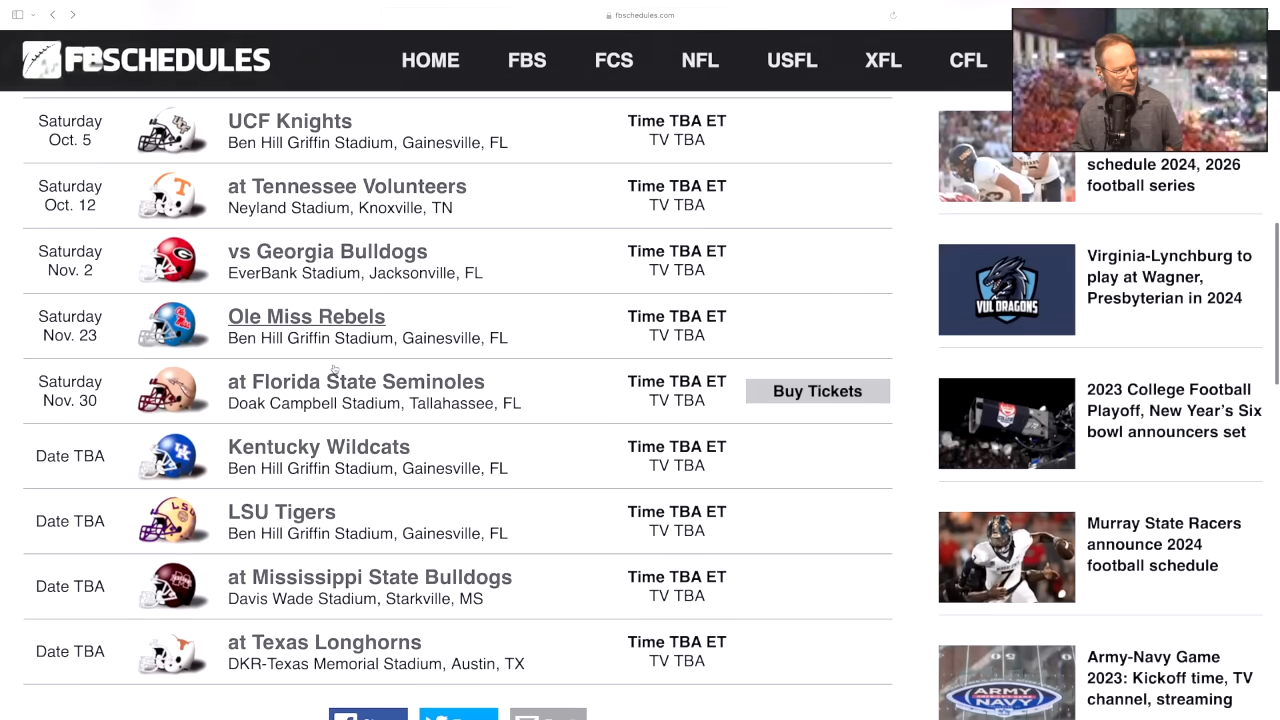 fbschedules.com
FBSCHEDULES
HOME
FBS
FCS
NFL
USFL
XFL
CFL
Saturday
Oct. 5
UCF Knights
Ben Hill Griffin Stadium, Gainesville, FL
Time TBA ET
TV TBA
Saturday
Oct. 12
at Tennessee Volunteers
Neyland Stadium, Knoxville, TN
Time TBA ET
TV TBA
Saturday
Nov. 2
vs Georgia Bulldogs
EverBank Stadium, Jacksonville, FL
Time TBA ET
TV TBA
Saturday
Nov. 23
Ole Miss Rebels
Ben Hill Griffin Stadium, Gainesville, FL
Time TBA ET
TV TBA
Saturday
Nov. 30
at Florida State Seminoles
Doak Campbell Stadium, Tallahassee, FL
Time TBA ET
TV TBA
Buy Tickets
Date TBA
Kentucky Wildcats
Ben Hill Griffin Stadium, Gainesville, FL
Time TBA ET
TV TBA
Date TBA
LSU Tigers
Ben Hill Griffin Stadium, Gainesville, FL
Time TBA ET
TV TBA
Date TBA
at Mississippi State Bulldogs
Davis Wade Stadium, Starkville, MS
Time TBA ET
TV TBA
Date TBA
at Texas Longhorns
DKR-Texas Memorial Stadium, Austin, TX
Time TBA ET
TV TBA
schedule 2024, 2026
football series
VUL DRAGONS
Virginia-Lynchburg to
play at Wagner,
Presbyterian in 2024
2023 College Football
Playoff, New Year's Six
bowl announcers set
Murray State Racers
announce 2024
football schedule
ARMY
NAVY
Army-Navy Game
2023: Kickoff time, TV
channel, streaming